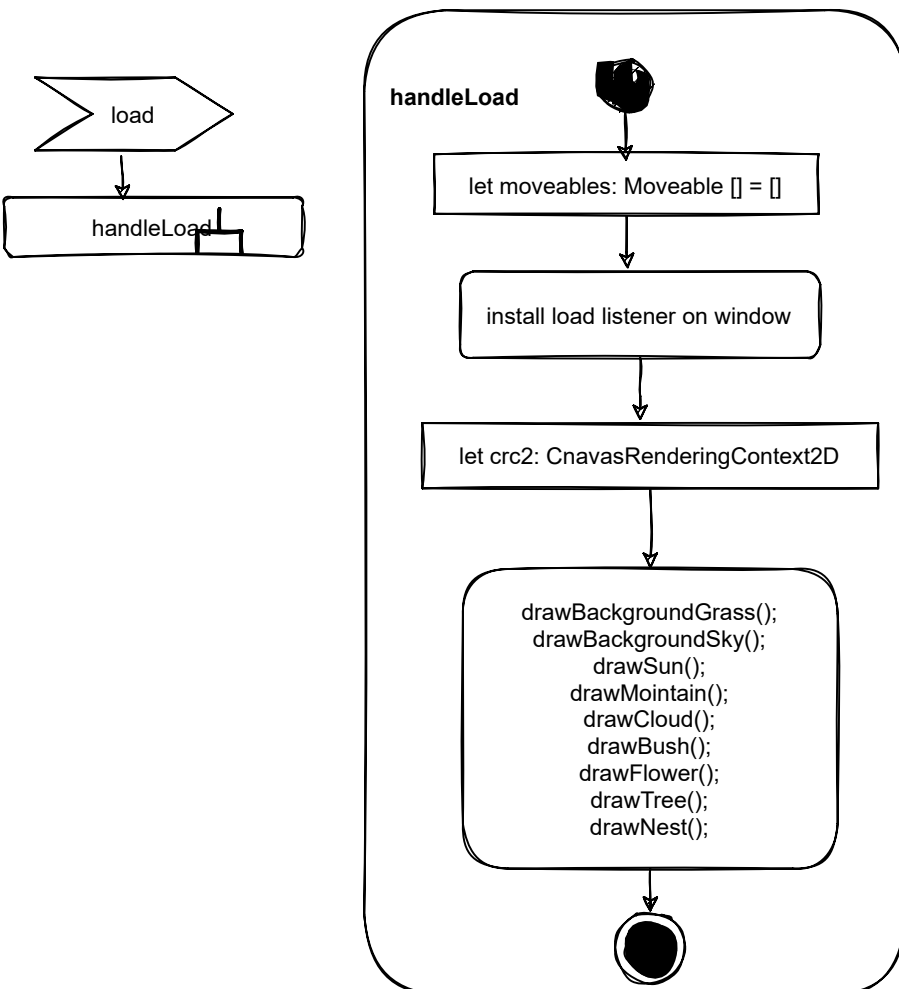 load
handleLoad
handleLoad
let moveables: Moveable [] = []
install load listener on window
let crc2: CnavasRenderingContext2D
drawBackgroundGrass();
drawBackgroundSky();
drawSun();
drawMointain();
drawCloud();
drawBush();
drawFlower();
drawTree();
drawNest();